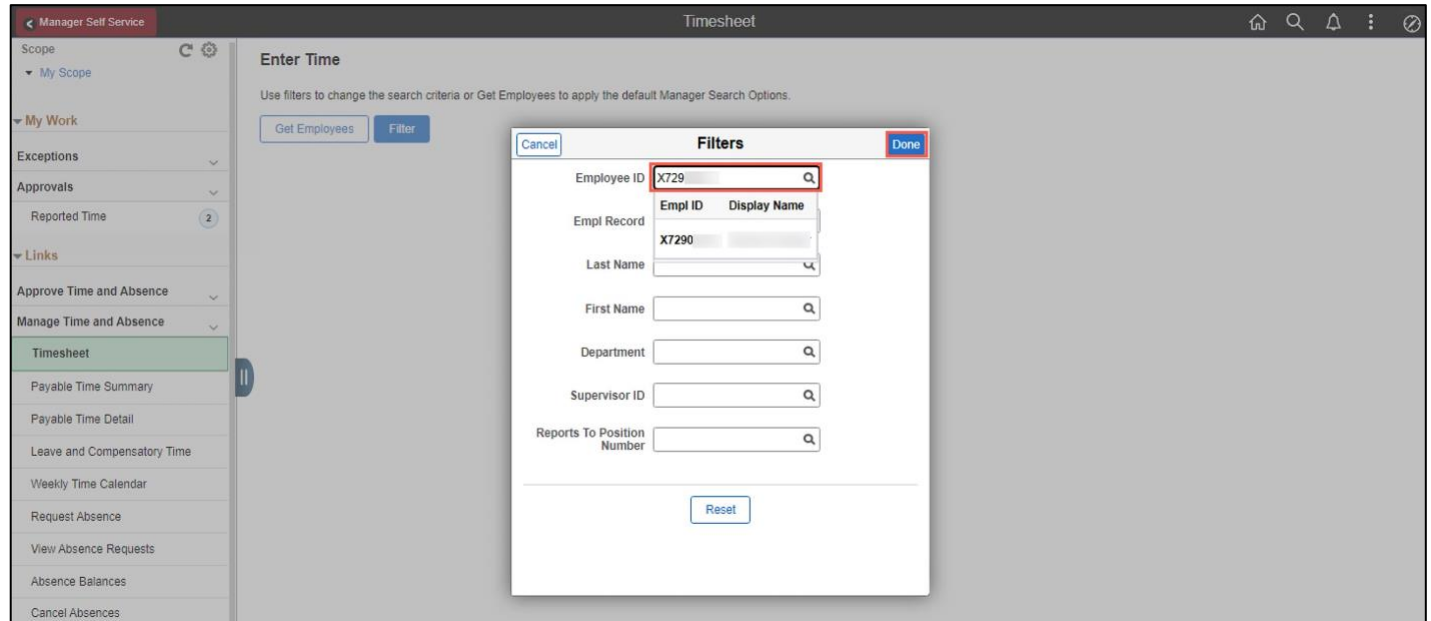 Manager Self Service
Timesheet
Scope
My Scope
My Work
Exceptions
Approvals
Reported Time
2
Links
Approve Time and Absence
Manage Time and Absence
Timesheet
Payable Time Summary
Payable Time Detail
Leave and Compensatory Time
Weekly Time Calendar
Request Absence
View Absence Requests
Absence Balances
Cancel Absences
Enter Time
Use filters to change the search criteria or Get Employees to apply the default Manager Search Options.
Get Employees Filter
Cancel Filters Done
Employee ID X729
Empl ID Display Name
Empl Record
X7290
Last Name
First Name
Department
Supervisor ID
Reports To Position
Number
Reset